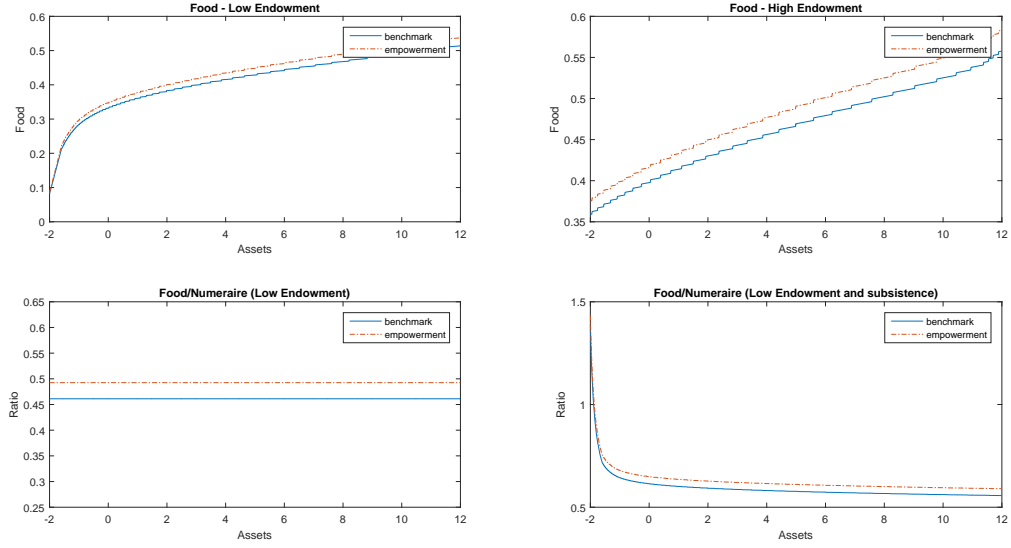 Food - Low Endowment
0.6
0.5
0.4
0.3
0.2
0.1
0
Food
-2 0 2 4 6 8 10 12
Assets
benchmark
empowerment
Food - High Endowment
0.6
0.55
0.5
0.45
0.4
0.35
Food
-2 0 2 4 6 8 10 12
Assets
benchmark
empowerment
Food/Numeraire (Low Endowment)
0.65
0.6
0.55
0.5
0.45
0.4
0.35
0.3
0.25
Ratio
-2 0 2 4 6 8 10 12
Assets
benchmark
empowerment
Food/Numeraire (Low Endowment and subsistence)
1.5
1
0.5
Ratio
-2 0 2 4 6 8 10 12
Assets
benchmark
empowerment